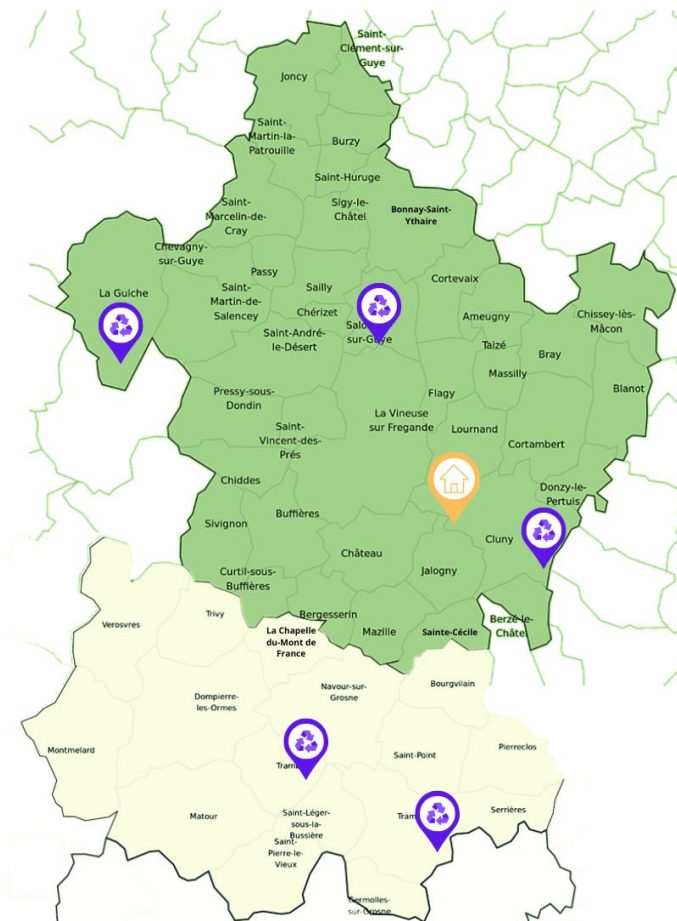 Saint-
Clément-sur-
Guye
Joncy
Saint-
Martin-la-
Patrouille
Burzy
Saint-Huruge
Saint-
Marcelin-de-
Cray
Sigy-le-
Châtel
Bonnay-Saint-
Ythaire
Chevagny-
sur-Guye
Passy
Sailly
Cortevaix
La Guiche
Saint-
Martin-de-
Salencey
Chérizet
Ameugny
Chissey-lès-
Mâcon
Saint-André-
le-Désert
sur-Guye
Taizé
Bray
Massilly
Blanot
Pressy-sous-
Dondin
Flagy
La Vineuse
sur Fregande
Saint-
Vincent-des-
Prés
Lournand
Cortambert
Chiddes
Donzy-le-
Pertuis
Buffières
Sivignon
Cluny
Château
Jalogny
Curtil-sous-
Buffières
Bergesserin
Mazille
Sainte-Cécile
Berzé-le-
Châtel
Trivy
Verosvres
La Chapelle
du-Mont de
France
Navour-sur-
Grosne
Bourgvilain
Dompierre-
les-Ormes
Montmelard
Saint-Point
Pierreclos
Matour
Saint-Léger-
sous-la-
Bussière
Serrières
Saint-
Pierre-le-
Vieux
Germolles-
sur-Grosne